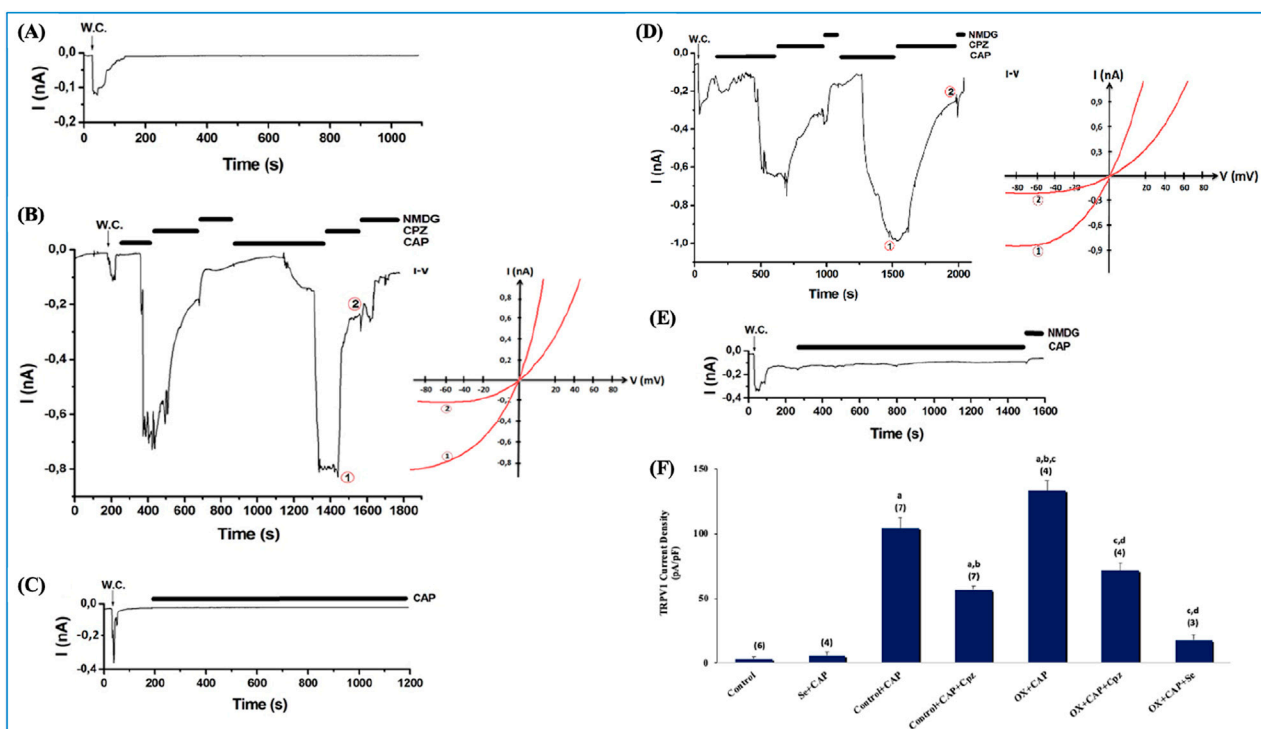 (A)
W.C.
0,0
-0,1
-0,2
I (nA)
0 200 400 600 800 1000
Time (s)
(B)
NMDG
CPZ
CAP
W.C.
0,0
-0,2
-0,4
-0,6
-0,8
I (nA)
2
1
0 200 400 600 800 1000 1200 1400 1600 1800
Time (s)
I-V
I (nA)
0,8
0,6
0,4
0,2
V (mV)
-80 -60 -40 -20 20 40 60 80
-0,2
-0,4
-0,6
-0,8
2
1
(C)
W.C.
CAP
0,0
-0,2
-0,4
I (nA)
0 200 400 600 800 1000 1200
Time (s)
(D)
NMDG
CPZ
CAP
W.C.
0,0
-0,2
-0,4
-0,6
-0,8
-1,0
I (nA)
2
1
0 500 1000 1500 2000
Time (s)
I-V
I (nA)
0,9
0,6
0,3
0
V (mV)
-80 -60 -40 -20 20 40 60 80
-0,3
-0,6
-0,9
2
1
(E)
W.C.
NMDG
CAP
0,0
-0,2
-0,4
I (nA)
0 200 400 600 800 1000 1200 1400 1600
Time (s)
(F)
TRPV1 Current Density
(pA/pF)
150
100
50
0
(6)
(4)
a
(7)
a,b
(7)
a,b,c
(4)
c,d
(4)
c,d
(3)
Control
Se+CAP
Control+CAP
Control+CAP+Cpz
OX+CAP
OX+CAP+Cpz
OX+CAP+Se